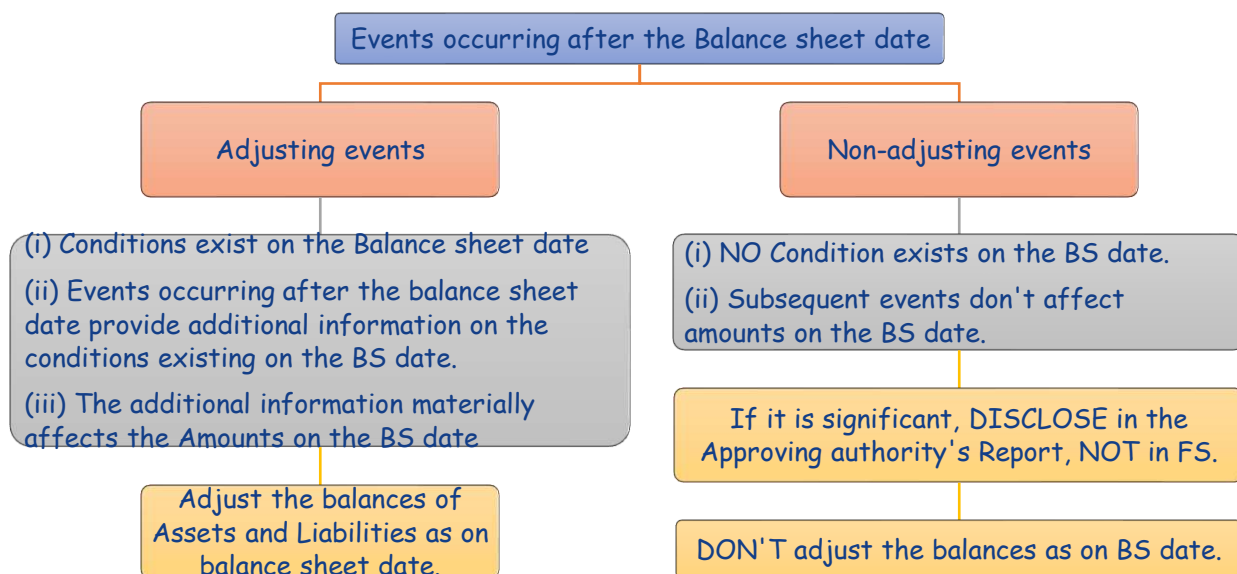 Events occurring after the Balance sheet date
Adjusting events
Non-adjusting events
(i) Conditions exist on the Balance sheet date
(ii) Events occurring after the balance sheet
date provide additional information on the
conditions existing on the BS date.
(iii) The additional information materially
affects the Amounts on the BS date
Adjust the balances of
Assets and Liabilities as on
balance sheet date.
(i) NO Condition exists on the BS date.
(ii) Subsequent events don't affect
amounts on the BS date.
If it is significant, DISCLOSE in the
Approving authority's Report, NOT in FS.
DON'T adjust the balances as on BS date.